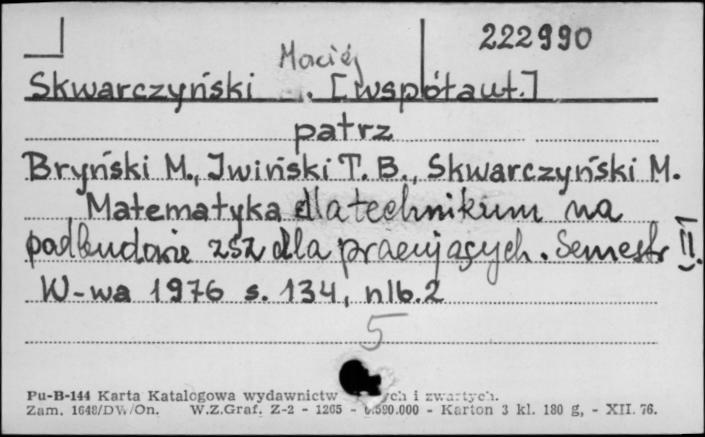 222990
Maciej
Skwarczyński . [współaut.]
patrz
Bryński M., Iwiński T. B., Skwarczyński M.
Matematyka dla technikum na
podbudowie zsz dla pracujących. Semestr II.
W-wa 1976 s. 134, nlb. 2
5
Pu-B-144 Karta Katalogowa wydawnictw ych i zwartych.
Zam. 1648/DW/On. W.Z.Graf. Z-2 - 1265 - 6.590.000 - Karton 3 kl. 180 g, - XII. 76.